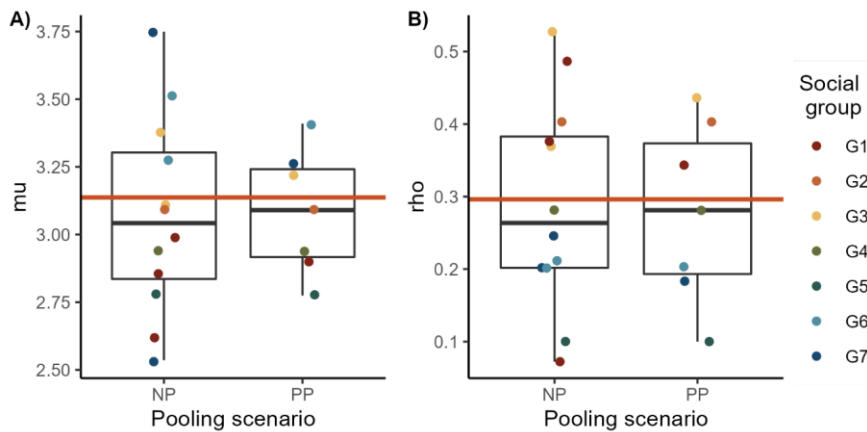 A)
mu
3.75
3.50
3.25
3.00
2.75
2.50
NP
PP
Pooling scenario
B)
rho
0.5
0.4
0.3
0.2
0.1
NP
PP
Pooling scenario
Social
group
G1
G2
G3
G4
G5
G6
G7